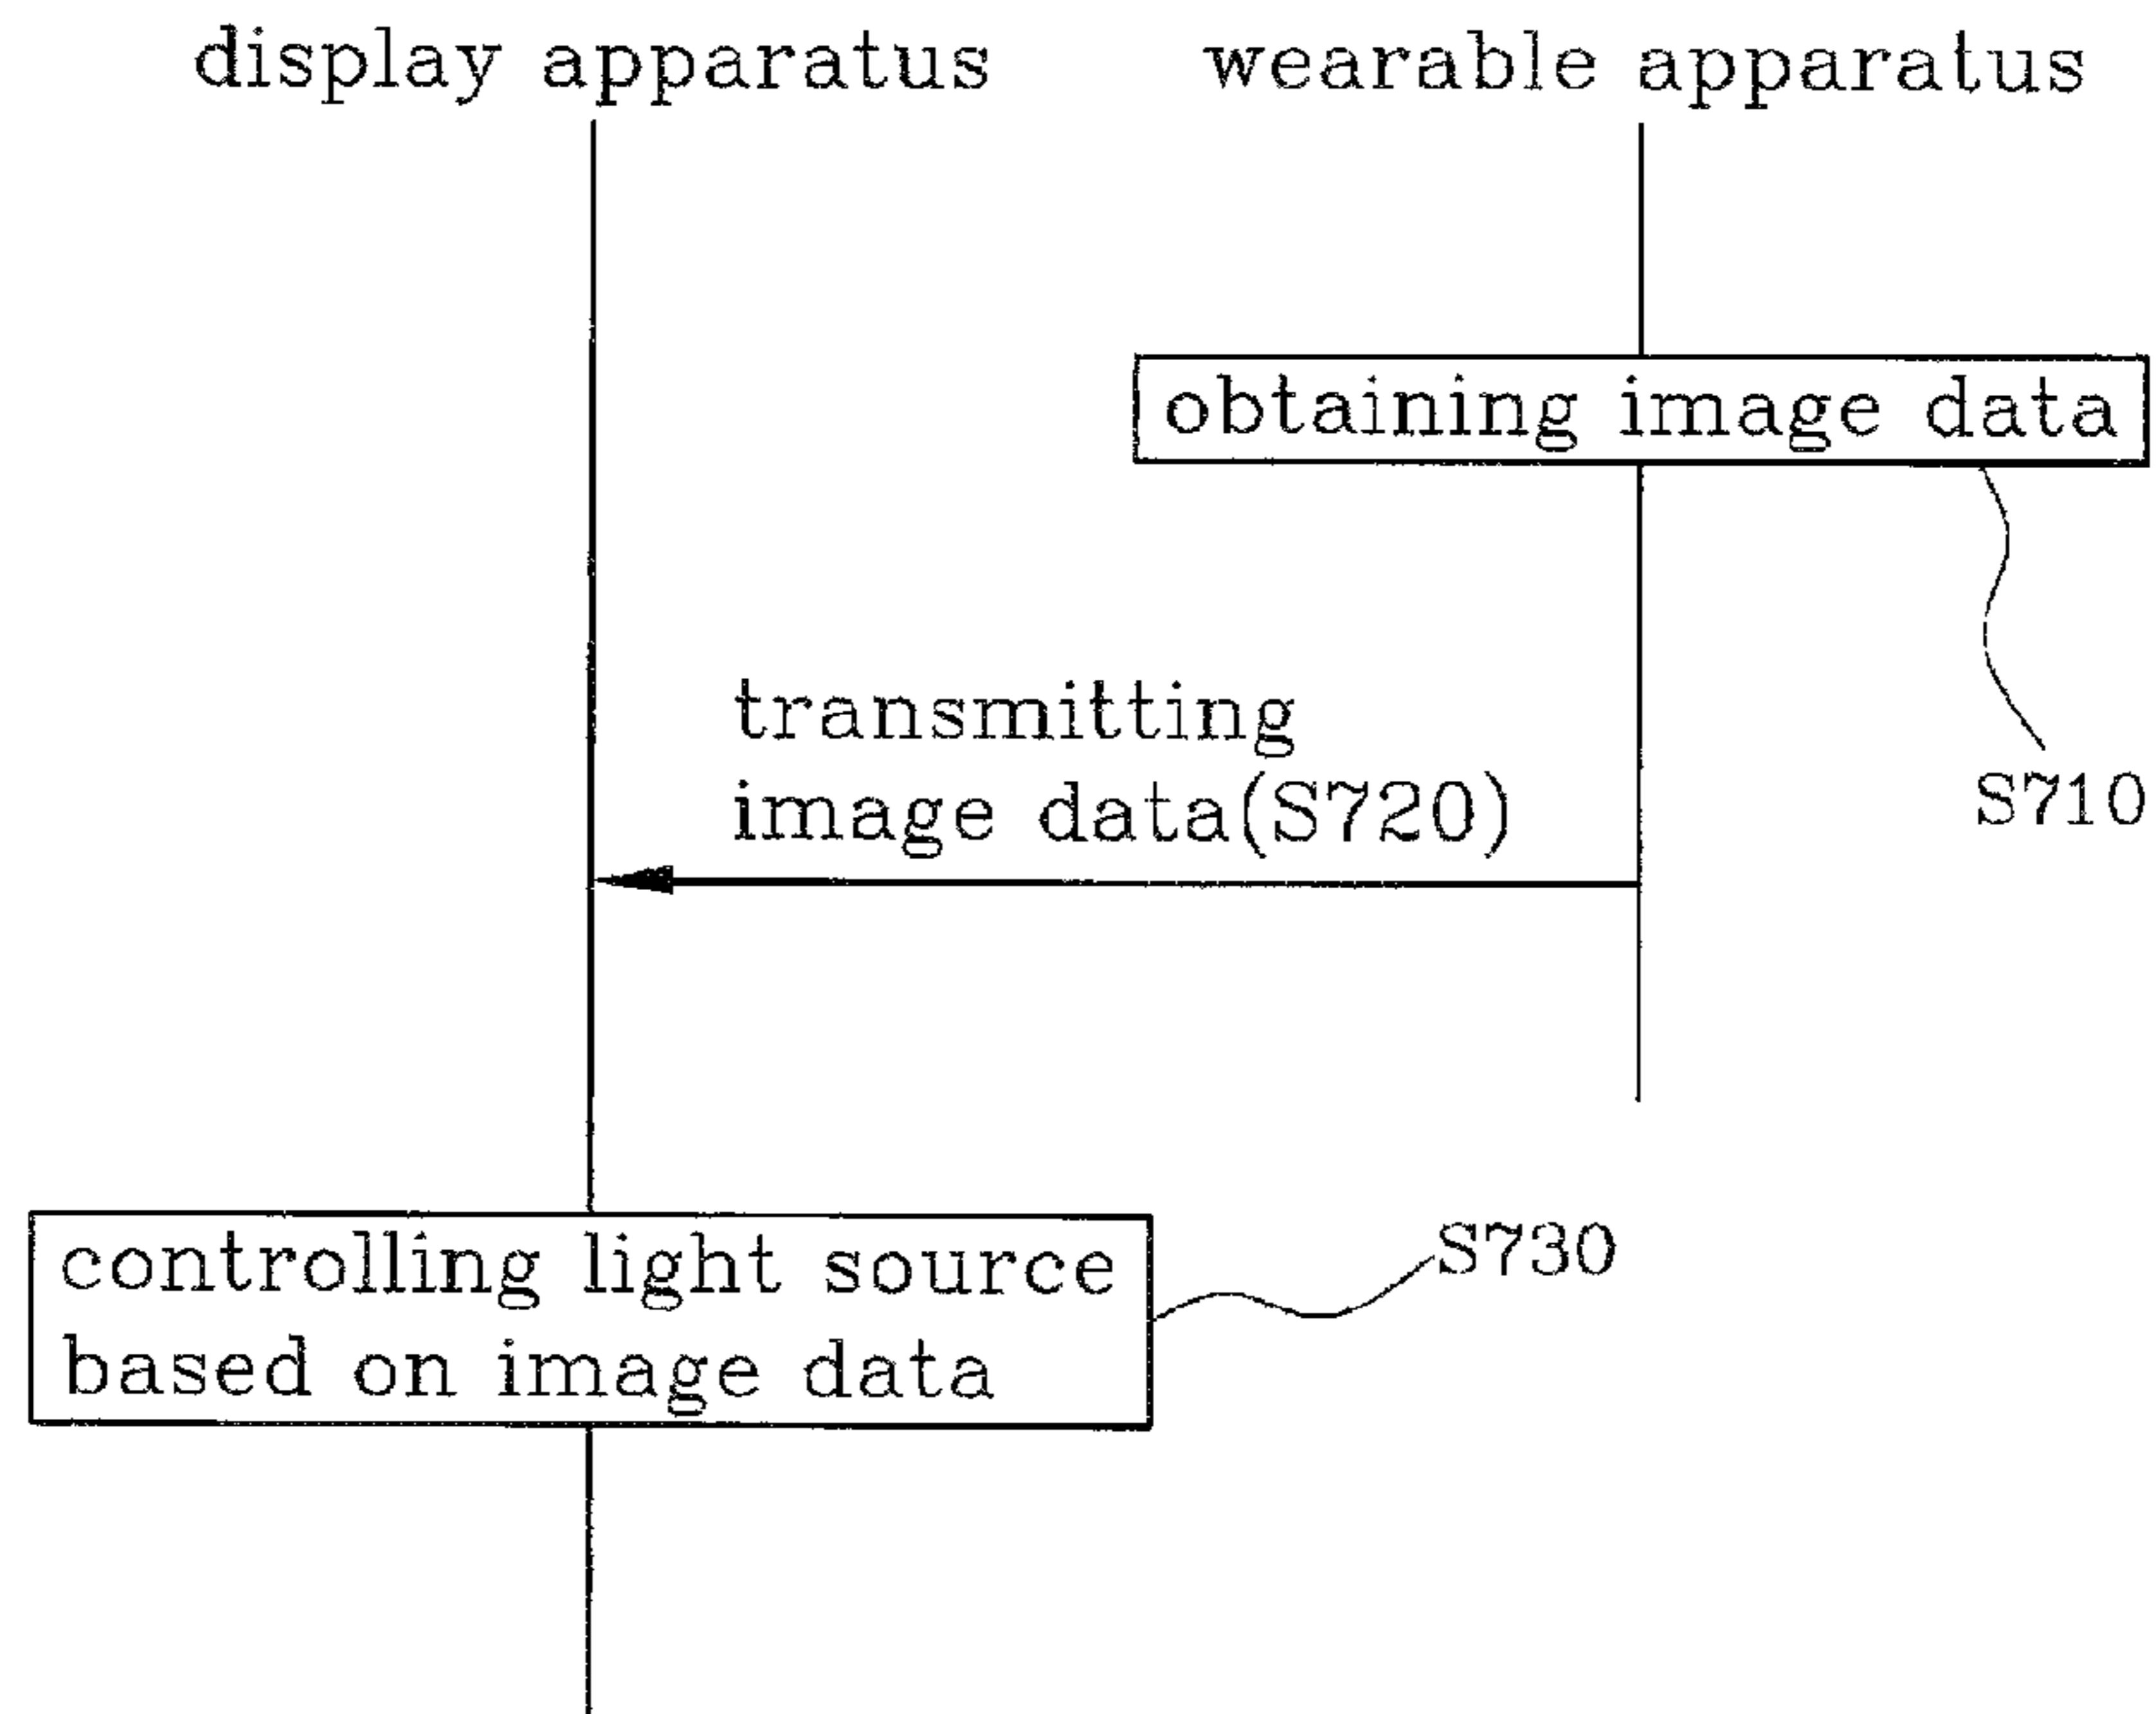 display apparatus
wearable apparatus
obtaining image data
S710
transmitting
image data(S720)
controlling light source
based on image data
S730